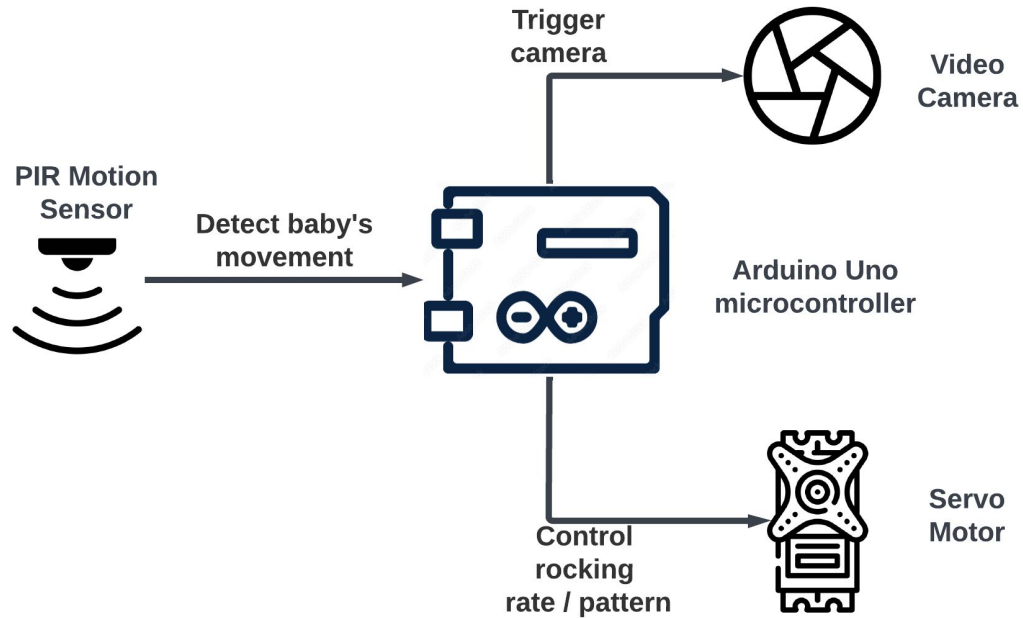 Trigger
camera
Video
Camera
PIR Motion
Sensor
Detect baby's
movement
Arduino Uno
microcontroller
Servo
Motor
Control
rocking
rate / pattern